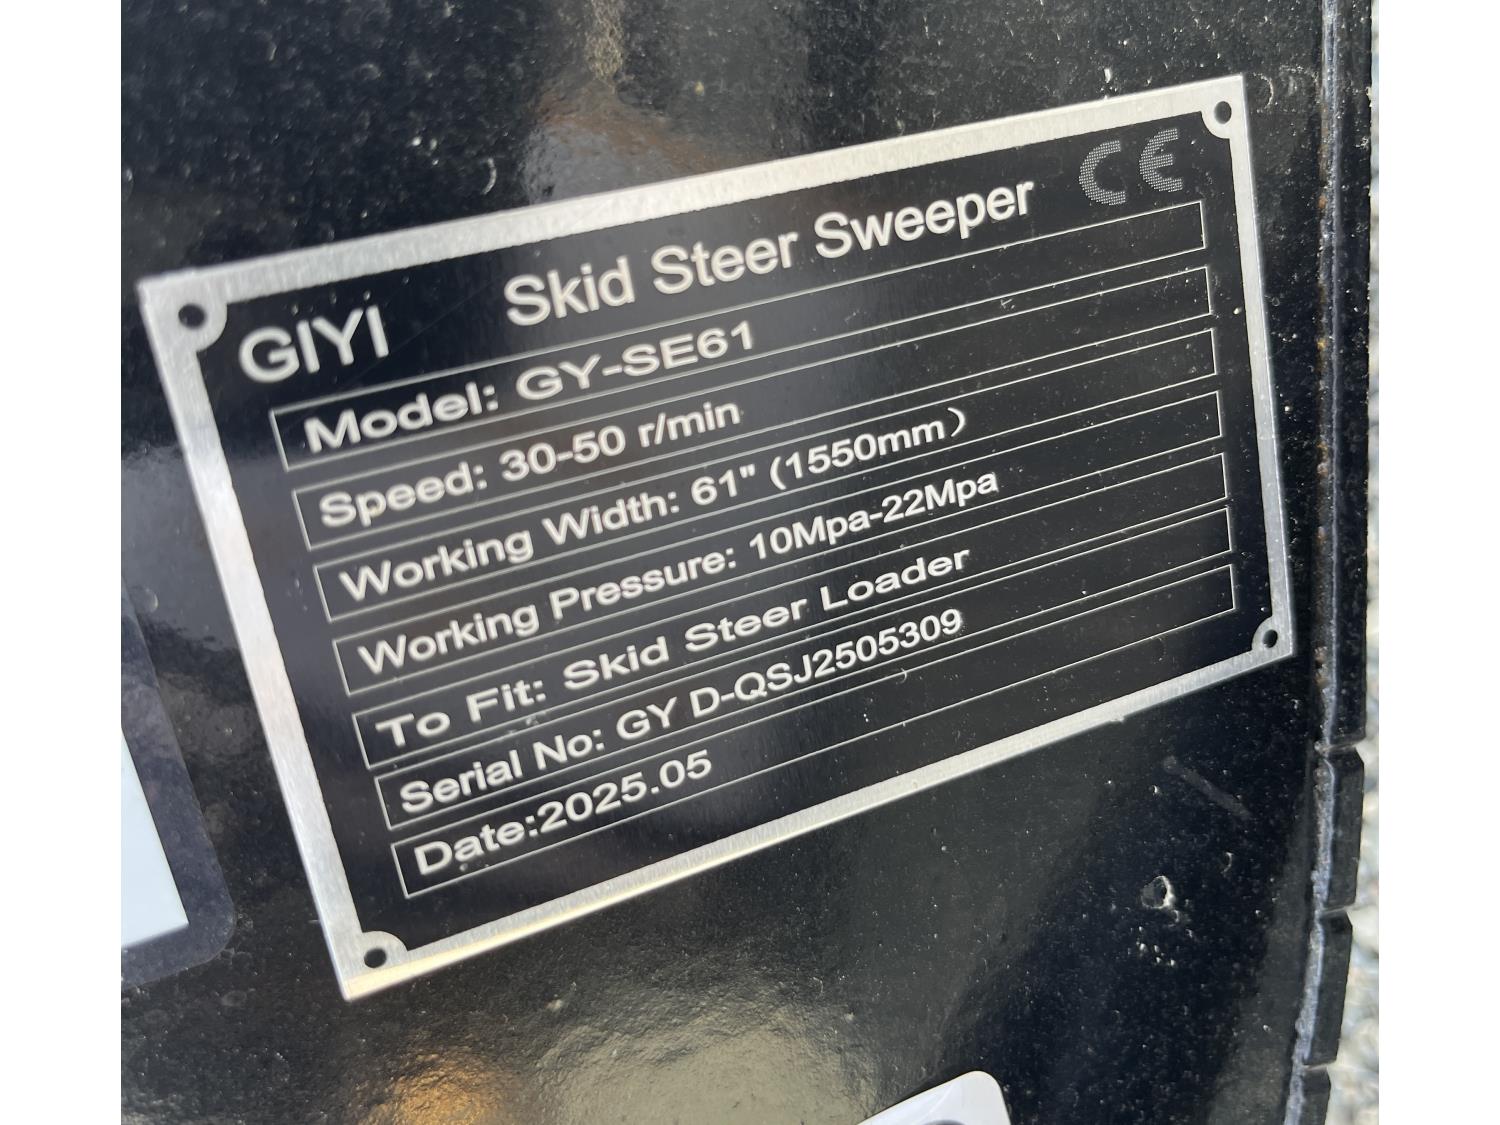 GIYI Skid Steer Sweeper CE
Model: GY-SE61
Speed: 30-50 r/min
Working Width: 61" (1550mm）
Working Pressure: 10Mpa-22Mpa
To Fit: Skid Steer Loader
Serial No: GY D-QSJ2505309
Date:2025.05